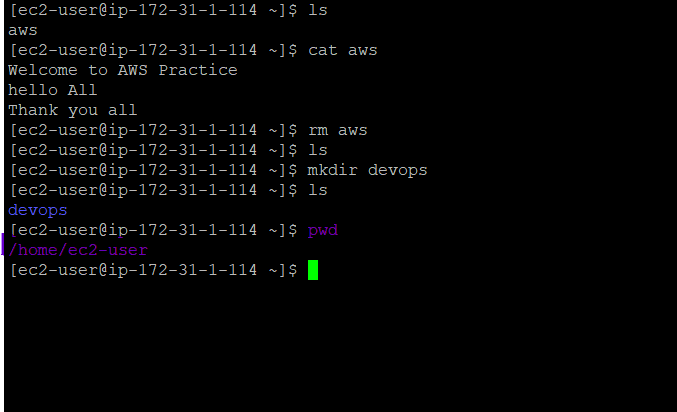 [ec2-user@ip-172-31-1-114 ~]$ ls
aws
[ec2-user@ip-172-31-1-114 ~]$ cat aws
Welcome to AWS Practice
hello All
Thank you all
[ec2-user@ip-172-31-1-114 ~]$ rm aws
[ec2-user@ip-172-31-1-114 ~]$ ls
[ec2-user@ip-172-31-1-114 ~]$ mkdir devops
[ec2-user@ip-172-31-1-114 ~]$ ls
devops
[ec2-user@ip-172-31-1-114 ~]$ pwd
/home/ec2-user
[ec2-user@ip-172-31-1-114 ~]$